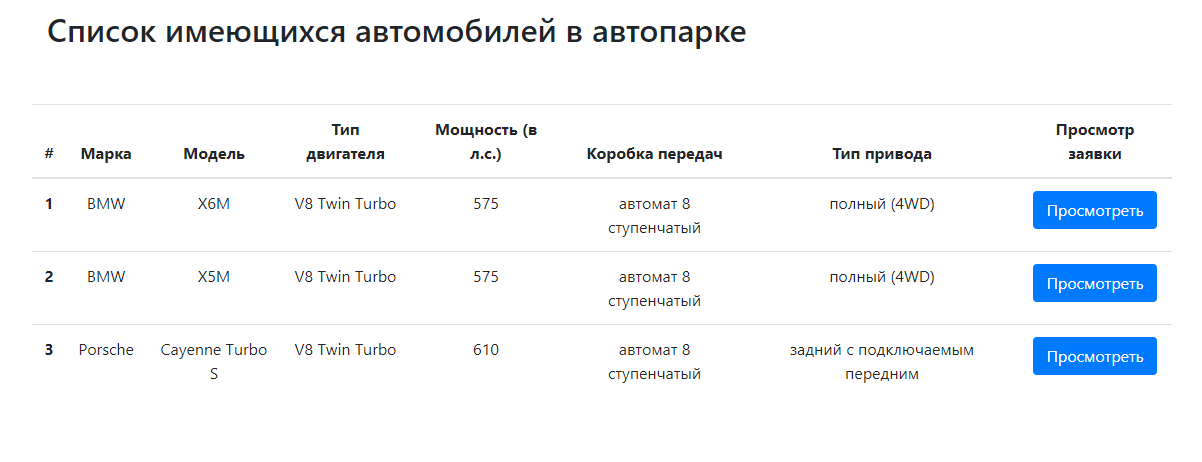 Список имеющихся автомобилей в автопарке
Тип Мощность (в Просмотр
# Марка Модель двигателя л.с.) Коробка передач Тип привода заявки
1 BMW X6M V8 Twin Turbo 575 автомат 8 полный (4WD) Просмотреть
ступенчатый
2 BMW X5M V8 Twin Turbo 575 автомат 8 полный (4WD) Просмотреть
ступенчатый
3 Porsche Cayenne Turbo V8 Twin Turbo 610 автомат 8 задний с подключаемым Просмотреть
S ступенчатый передним